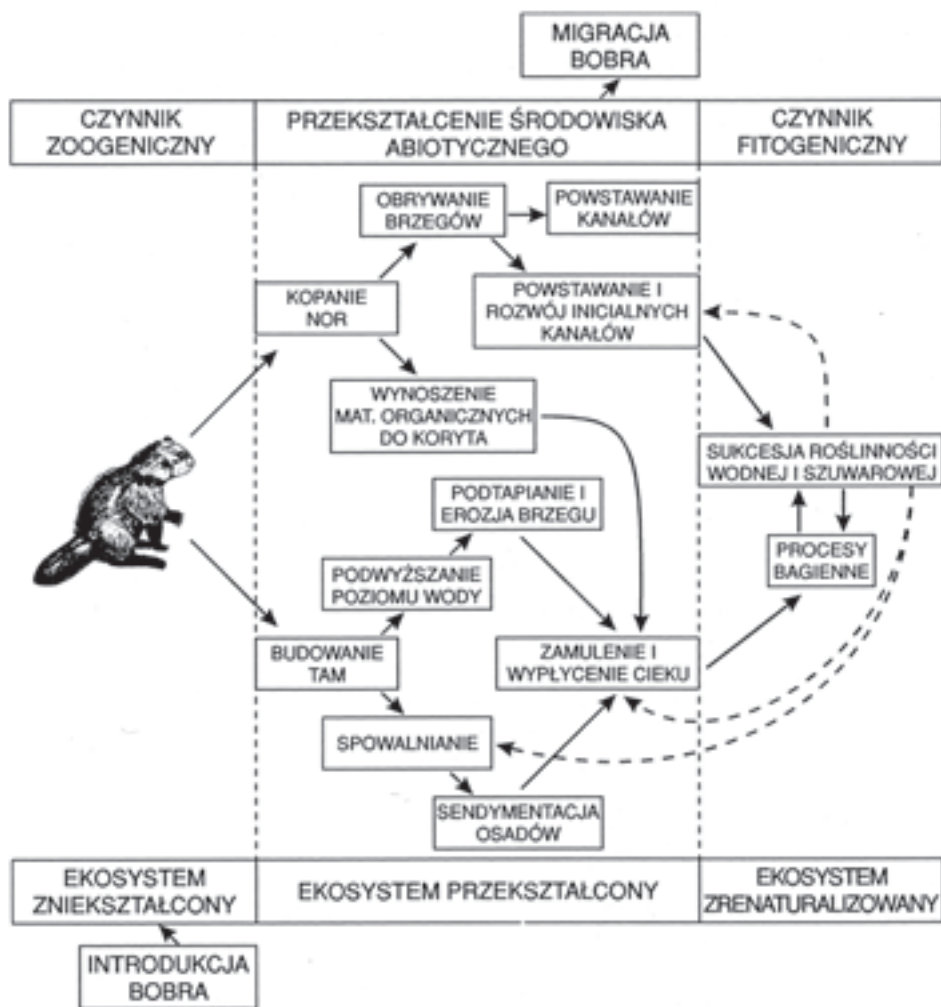 MIGRACJA
BOBRA
CZYNNIK
ZOOGENICZNY
PRZEKSZTAŁCENIE ŚRODOWISKA
ABIOTYCZNEGO
CZYNNIK
FITOGENICZNY
OBRYWANIE
BRZEGÓW
POWSTAWANIE
KANAŁÓW
KOPANIE
NOR
POWSTAWANIE I
ROZWÓJ INICIALNYCH
KANAŁÓW
WYNOSZENIE
MAT. ORGANICZNYCH
DO KORYTA
SUKCESJA ROŚLINNOŚCI
WODNEJ I SZUWAROWEJ
PODTAPIANIE I
EROZJA BRZEGU
PROCESY
BAGIENNE
PODWYŻSZANIE
POZIOMU WODY
BUDOWANIE
TAM
ZAMULENIE I
WYPŁYCENIE CIEKU
SPOWALNIANIE
SENDYMENTACJA
OSADÓW
EKOSYSTEM
ZNIEKSZTAŁCONY
EKOSYSTEM PRZEKSZTAŁCONY
EKOSYSTEM
ZRENATURALIZOWANY
INTRODUKCJA
BOBRA